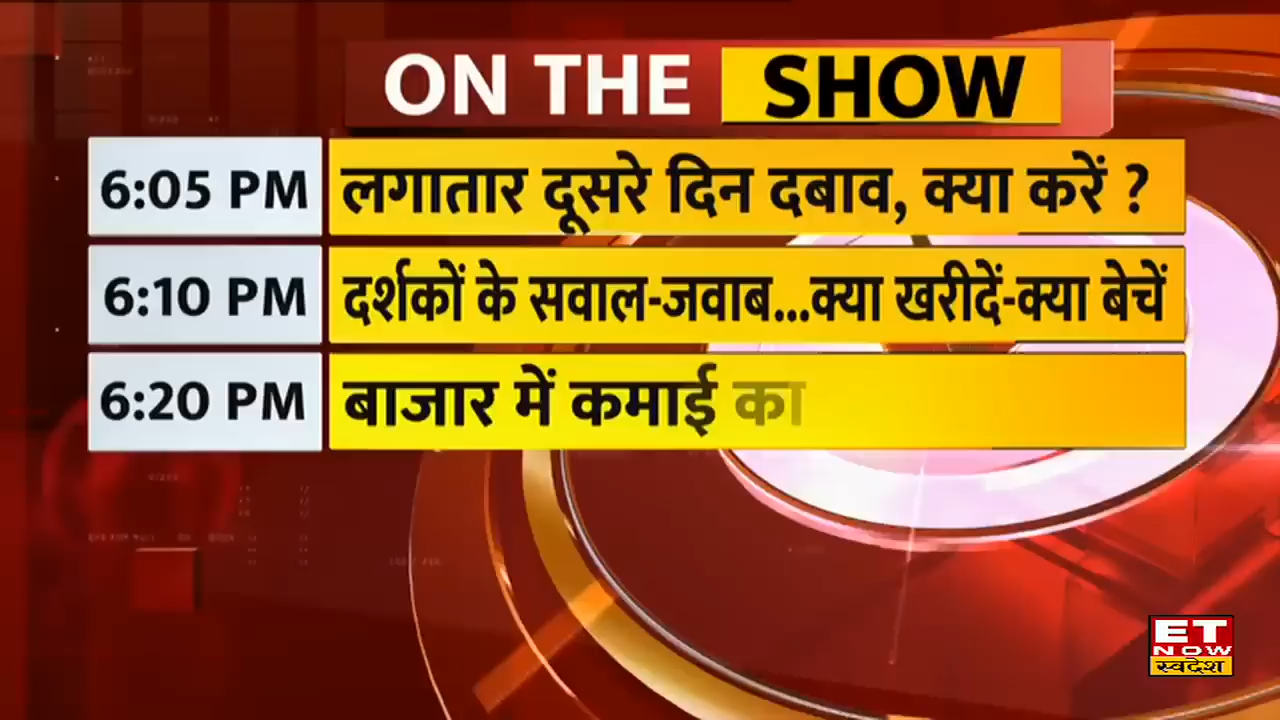 ON THE SHOW
6:05 PM लगातार दूसरे दिन दबाव, क्या करें ?
6:10 PM दर्शकों के सवाल-जवाब...क्या खरीदें-क्या बेचें
6:20 PM बाजार में कमाई का
ET
NOW
स्वदेश